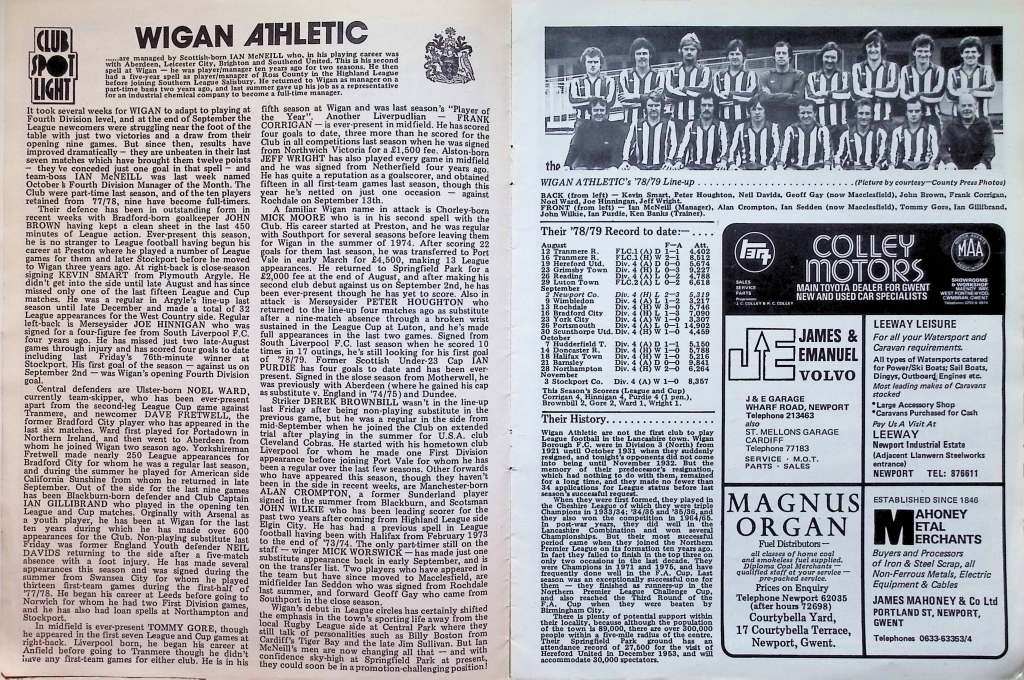 CLUB
SPOT
LIGHT
WIGAN ATHLETIC
......are managed by Scottish-born IAN McNEILL who, in his playing career was
with Aberdeen, Leicester City, Brighton and Southend United. This is his second
spell at Wigan — he was player/manager ten years ago for two seasons. He then
had a five-year spell as player/manager of Ross County in the Highland League
before joining Southern League Salisbury. He returned to Wigan as manager on a
part-time basis two years ago, and last summer gave up his job as a representative
for an industrial chemical company to become a full-time manager.
It took several weeks for WIGAN to adapt to playing at
Fourth Division level, and at the end of September the
League newcomers were struggling near the foot of the
table with just two victories and a draw from their
opening nine games. But since then, results have
improved dramatically — they are unbeaten in their last
seven matches which have brought them twelve points
— they've conceded just one goal in that spell — and
team-boss IAN McNEILL was last week named
October's Fourth Division Manager of the Month. The
Club were part-time last season, and of the ten players
retained from '77/78, nine have become full-timers.
Their defence has been in outstanding form in
recent weeks with Bradford-born goalkeeper JOHN
BROWN having kept a clean sheet in the last 450
minutes of League action. Ever-present this season,
he is no stranger to League football having begun his
career at Preston where he played a number of League
games for them and later Stockport before he moved
to Wigan three years ago. At right back is close-season
signing KEVIN SMART from Plymouth Argyle. He
didn't get into the side until late August and has since
missed only one of the last fifteen League and Cup
matches. He was a regular in Argyle's line-up last
season until late December and made a total of 32
League appearances for the West Country side. Regular
left-back is Merseysider JOE HINNIGAN who was
signed for a four-figure fee from South Liverpool F.C.
four years ago. He has missed just two late-August
games through injury and has scored four goals to date
including last Friday's 76th-minute winner at
Stockport. His first goal of the season — against us on
September 2nd — was Wigan's opening Fourth Division
goal.
Central defenders are Ulster-born NOEL WARD,
currently team-skipper, who has been ever-present
apart from the second-leg League Cup game against
Tranmere, and newcomer DAVE FRETWELL, the
former Bradford City player who has appeared in the
last six matches. Ward first played for Portadown in
Northern Ireland, and then went to Aberdeen from
whom he joined Wigan two season ago. Yorkshireman
Fretwell made nearly 250 League appearances for
Bradford City for whom he was a regular last season,
and during the summer he played for American side
California Sunshine from whom he returned in late
September. Out of the side for the last nine games
has been Blackburn-born defender and Club Captain
IAN GILLIBRAND who played in the opening ten
League and Cup matches. Orginally with Arsenal as
a youth player, he has been at Wigan for the last
ten years during which he has made over 600
appearances for the Club. Non-playing substitute last
Friday was former England Youth defender NEIL
DAVIDS returning to the side after a five-match
absence with a foot injury. He has made several
appearances this season and was signed during the
summer from Swansea City for whom he played
thirteen first-team games during the first-half of
'77/78. He began his career at Leeds before going to
Norwich for whom he had two First Division games,
and he has also had loan spells at Northampton and
Stockport.
In midfield is ever-present TOMMY GORE, though
he appeared in the first seven League and Cup games at
right-back. Liverpool born, he began his career at
Anfield before going to Tranmere though he didn't
have any first-team games for either club. He is in his
fifth season at Wigan and was last season's "Player of
the Year". Another Liverpudlian — FRANK
CORRIGAN — is ever-present in midfield. He has scored
four goals to date, three more than he scored for the
Club in all competitions last season when he was signed
from Northwich Victoria for a £1,500 fee. Alston-born
JEFF WRIGHT has also played every game in midfield
and he was signed from Netherfield four years ago.
He has quite a reputation as a goalscorer, and obtained
fifteen in all first-team games last season, though this
year he's netted on just one occasion — against
Rochdale on September 13th.
A familiar Wigan name in attack is Chorley-born
MICK MOORE who is in his second spell with the
Club. His career started at Preston, and he was regular
with Southport for several seasons before leaving them
for Wigan in the summer of 1974. After scoring 22
goals for them last season, he was transferred to Port
Vale in early March for £4,500, making 13 League
appearances. He returned to Springfield Park for a
£2,000 fee at the end of August, and after making his
second club debut against us on September 2nd, he has
been ever-present though he has yet to score. Also in
attack is Merseysider PETER HOUGHTON who
returned to the line-up four matches ago as substitute
after a nine-match absence through a broken wrist
sustained in the League Cup at Luton, and he's made
full appearances in the last two games. Signed from
South Liverpool F.C. last season when he scored 10
times in 17 outings, he's still looking for his first goal
of '78/79. Former Scottish Under-23 Cap IAN
PURDIE has four goals to date and has been ever-
present. Signed in the close season from Motherwell, he
was previously with Aberdeen (where he gained his cap
as substitute v. England in '74/75) and Dundee.
Striker DEREK BROWNBILL wasn't in the line-up
last Friday after being non-playing substitute in the
previous game, but he was a regular in the side from
mid-September when he joined the Club on extended
trial after playing in the summer for U.S.A. club
Cleveland Cobras. He started with his hometown club
Liverpool for whom he made one First Division
appearance before joining Port Vale for whom he had
been a regular over the last few seasons. Other forwards
who have appeared this season, though they haven't
been in the side in recent weeks, are Manchester-born
ALAN CROMPTON, a former Sunderland player
signed in the summer from Blackburn, and Scotsman
JOHN WILKIE who has been leading scorer for the
past two years after coming from Highland League side
Elgin City. He has had a previous spell in League
football having been with Halifax from February 1973
to the end of '73/74. The only part-timer still on the
staff — winger MICK WORSWICK — has made just one
substitute appearance back in early September, and is
on the transfer list. Two players who have appeared in
the team but have since moved to Macclesfield, are
midfielder Ian Seddon who was signed from Rochdale
last summer, and forward Geoff Gay who came from
Southport in the close season.
Wigan's debut in League circles has certainly shifted
the emphasis in the town's sporting life away from the
local Rugby League side at Central Park where they
still talk of personalities such as Billy Boston from
Cardiff's Tiger Bay and the late Jim Sullivan. But Ian
McNeill's men are now changing all that — and with
confidence sky-high at Springfield Park at present,
they could soon be in a promotion-challenging position!
the
WIGAN ATHLETIC's '78/79 Line-up ........................(Picture by courtesy—County Press Photos)
BACK (from left) — Kevin Smart, Peter Houghton, Neil Davids, Geoff Gay (now Macclesfield), John Brown, Frank Corrigan,
Noel Ward, Joe Hinningan, Jeff Wright.
FRONT (from left) — Ian McNeill (Manager), Alan Crompton, Ian Sedden (now Macclesfield), Tommy Gore, Ian Gillibrand,
John Wilkie, Ian Purdie, Ken Banks (Trainer).
Their '78/79 Record to date:— . . . .
August F—A Att.
12 Tranmere R. FLC.1 (A) D 1—1 4,402
16 Tranmere R. FLC.1 (H) W 2—1 8,512
19 Hereford Utd. Div. 4 (A) D 0—0 5,674
23 Grimsby Town Div. 4 (H) L 0—3 9,227
26 Reading Div. 4 (A) L 0—2 4,788
29 Luton Town FLC.2 (A) L 0—2 6,618
September
2 Newport Co. Div. 4 (H) L 2—3 5,319
9 Wimbledon Div. 4 (A) L 1—2 3,217
13 Rochdale Div. 4 (H) W 3—0 5,746
16 Bradford City Div. 4 (H) L 1—3 7,090
22 York City Div. 4 (A) W 1—0 3,307
26 Portsmouth Div. 4 (A) L 0—1 14,902
30 Scunthorpe Utd. Div. 4 (H) W 1—0 4,459
October
7 Huddersfield T. Div. 4 (A) D 1—1 5,150
14 Doncaster R. Div. 4 (H) W 1—0 5,788
18 Halifax Town Div. 4 (H) W 1—0 5,216
21 Barnsley Div. 4 (A) D 0—0 9,841
28 Northampton Div. 4 (H) W 2—0 6,264
November
3 Stockport Co. Div. 4 (A) W 1—0 8,357
This Season's Scorers (League and Cup)
Corrigan 4, Hinnigan 4, Purdie 4 (1 pen.),
Brownbill 2, Gore 2, Ward 1, Wright 1.
Their History. . . . . . . . . . . . . . . . . .
Wigan Athletic are not the first club to play
League football in the Lancashire town. Wigan
Borough F.C. were in Division 3 (North) from
1921 until October 1931 when they suddenly
resigned, and tonight's opponents did not come
into being until November 1932. But the
memory of their predecessor's resignation,
which had nothing to do with them, remained
for a long time, and they made no fewer than
34 applications for League status before last
season's successful request.
When they were first formed, they played in
the Cheshire League of which they were triple
Champions in 1933/34; '34/35 and '35/36, and
they also won the competition in 1964/65.
In post-war years, they did well in the
Lancashire Combination and won several
Championships. But their most successful
period came when they joined the Northern
Premier League on its formation ten years ago.
In fact they failed to finish in the top three on
only two occasions in the last decade. They
were Champions in 1971 and 1975, and have
frequently done well in the F.A. Cup. Last
season was an exceptionally successful one for
them — they finished as runners-up in the
Northern Premier League Challenge Cup,
and also reached the Third Round of the
F.A. Cup when they were beaten by
Birmingham City.
There is plenty of potential support within
their locality, because although the population
of the town is 89,000, there are over 300,000
people within a five-mile radius of the centre.
Their Springfield Park ground has an
attendance record of 27,500 for the visit of
Hereford United in December 1953, and will
accommodate 30,000 spectators.
SALES
SERVICE
PARTS
J. C. COLLEY & K. C. COLLEY
COLLEY
MOTORS
MAIN TOYOTA DEALER FOR GWENT
NEW AND USED CAR SPECIALISTS
MAA
SHOWROOMS
& WORKSHOP
CWMBRAN, GWENT
JE
JAMES &
EMANUEL
VOLVO
J & E GARAGE
WHARF ROAD, NEWPORT
Telephone 213463
also
ST. MELLONS GARAGE
CARDIFF
Telephone 77183
SERVICE · M.O.T.
PARTS · SALES
LEEWAY LEISURE
For all your Watersport and
Caravan requirements.
All types of Watersports catered
for Power/Ski Boats; Sail Boats,
Dingys, Outboard Engines etc.
Most leading makes of Caravans
stocked
*Large Accessory Shop
*Caravans Purchased for Cash
Pay Us A Visit At
LEEWAY
Newport Industrial Estate
(Adjacent Llanwern Steelworks
entrance)
NEWPORT TEL: 876611
MAGNUS
ORGAN
Fuel Distributors—
all classes of home coal
and smokeless fuel supplied.
Diploma Coal Merchants for
qualified staff at your service —
pre-packed service.
Prices on Enquiry
Telephone Newport 62035
(after hours 72698)
Courtybella Yard,
17 Courtybella Terrace,
Newport, Gwent.
ESTABLISHED SINCE 1846
MAHONEY
METAL
MERCHANTS
Buyers and Processors
of Iron & Steel Scrap, all
Non-Ferrous Metals, Electric
Equipment & Cables
JAMES MAHONEY & Co Ltd
PORTLAND ST, NEWPORT,
GWENT
Telephones 0633-63353/4